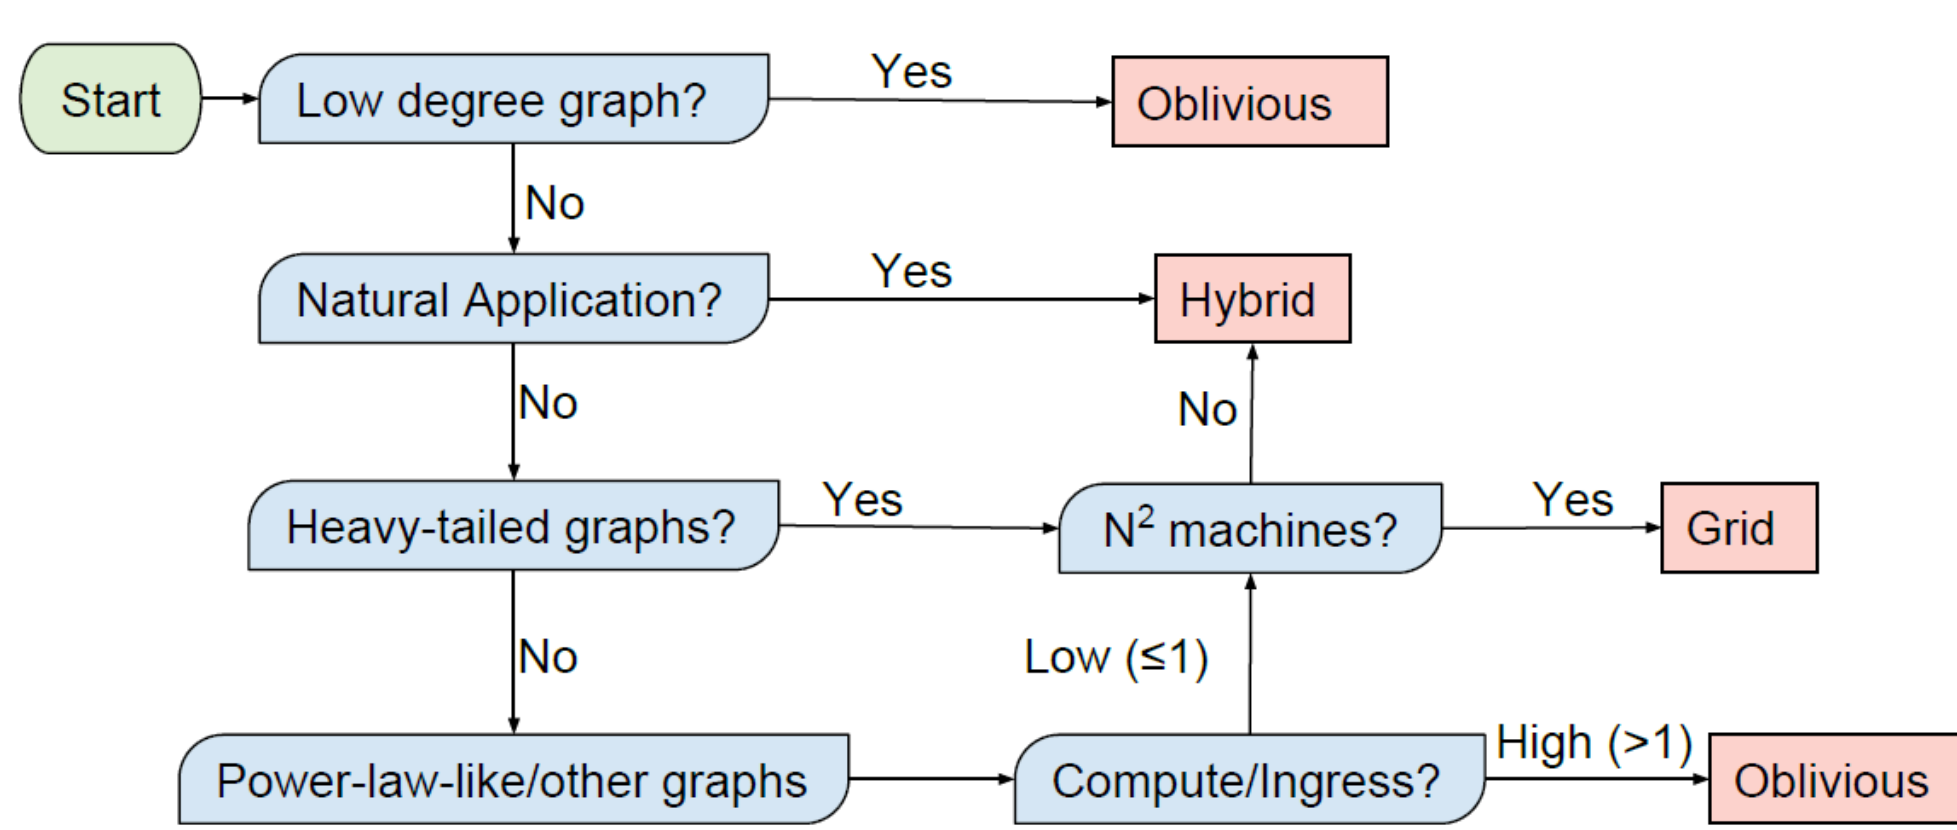 Start
Low degree graph?
Yes
Oblivious
No
Natural Application?
Yes
Hybrid
No
No
Heavy-tailed graphs?
Yes
N² machines?
Yes
Grid
No
Low (≤1)
Power-law-like/other graphs
Compute/Ingress?
High (>1)
Oblivious